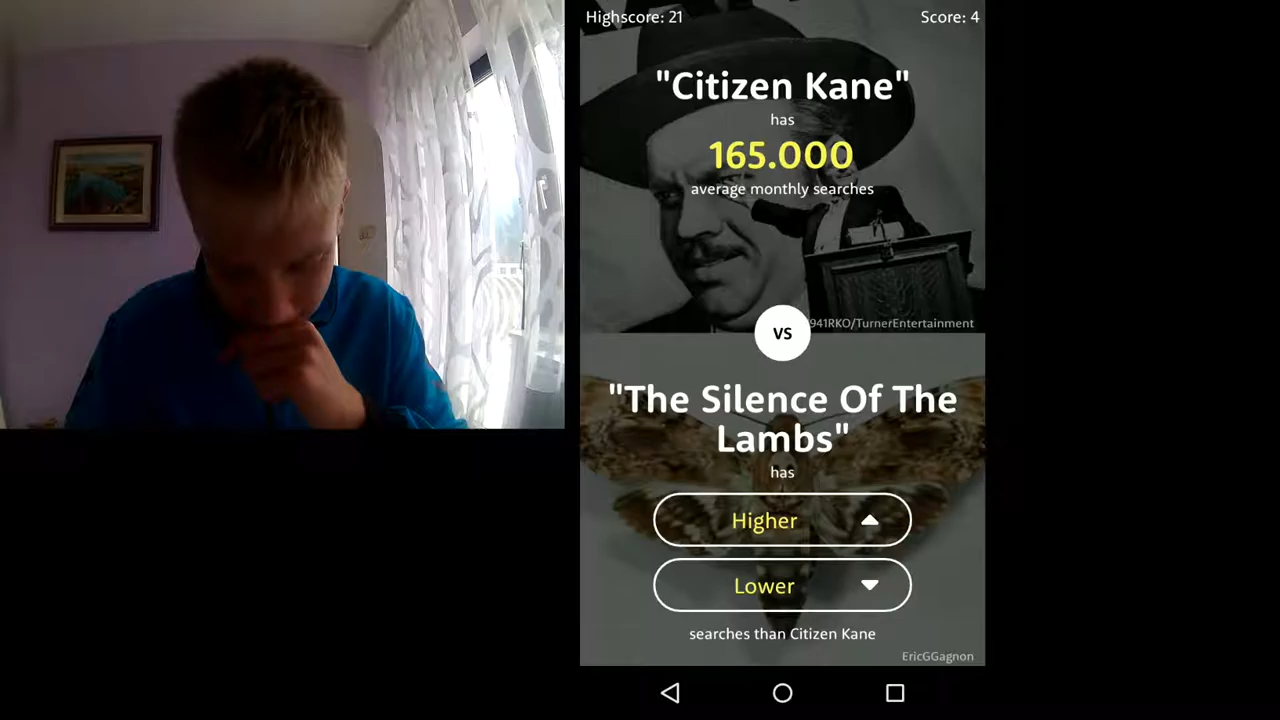 Highscore: 21
Score: 4
"Citizen Kane"
has
165.000
average monthly searches
941RKO/TurnerEntertainment
VS
"The Silence Of The
Lambs"
has
Higher
Lower
searches than Citizen Kane
EricGGagnon